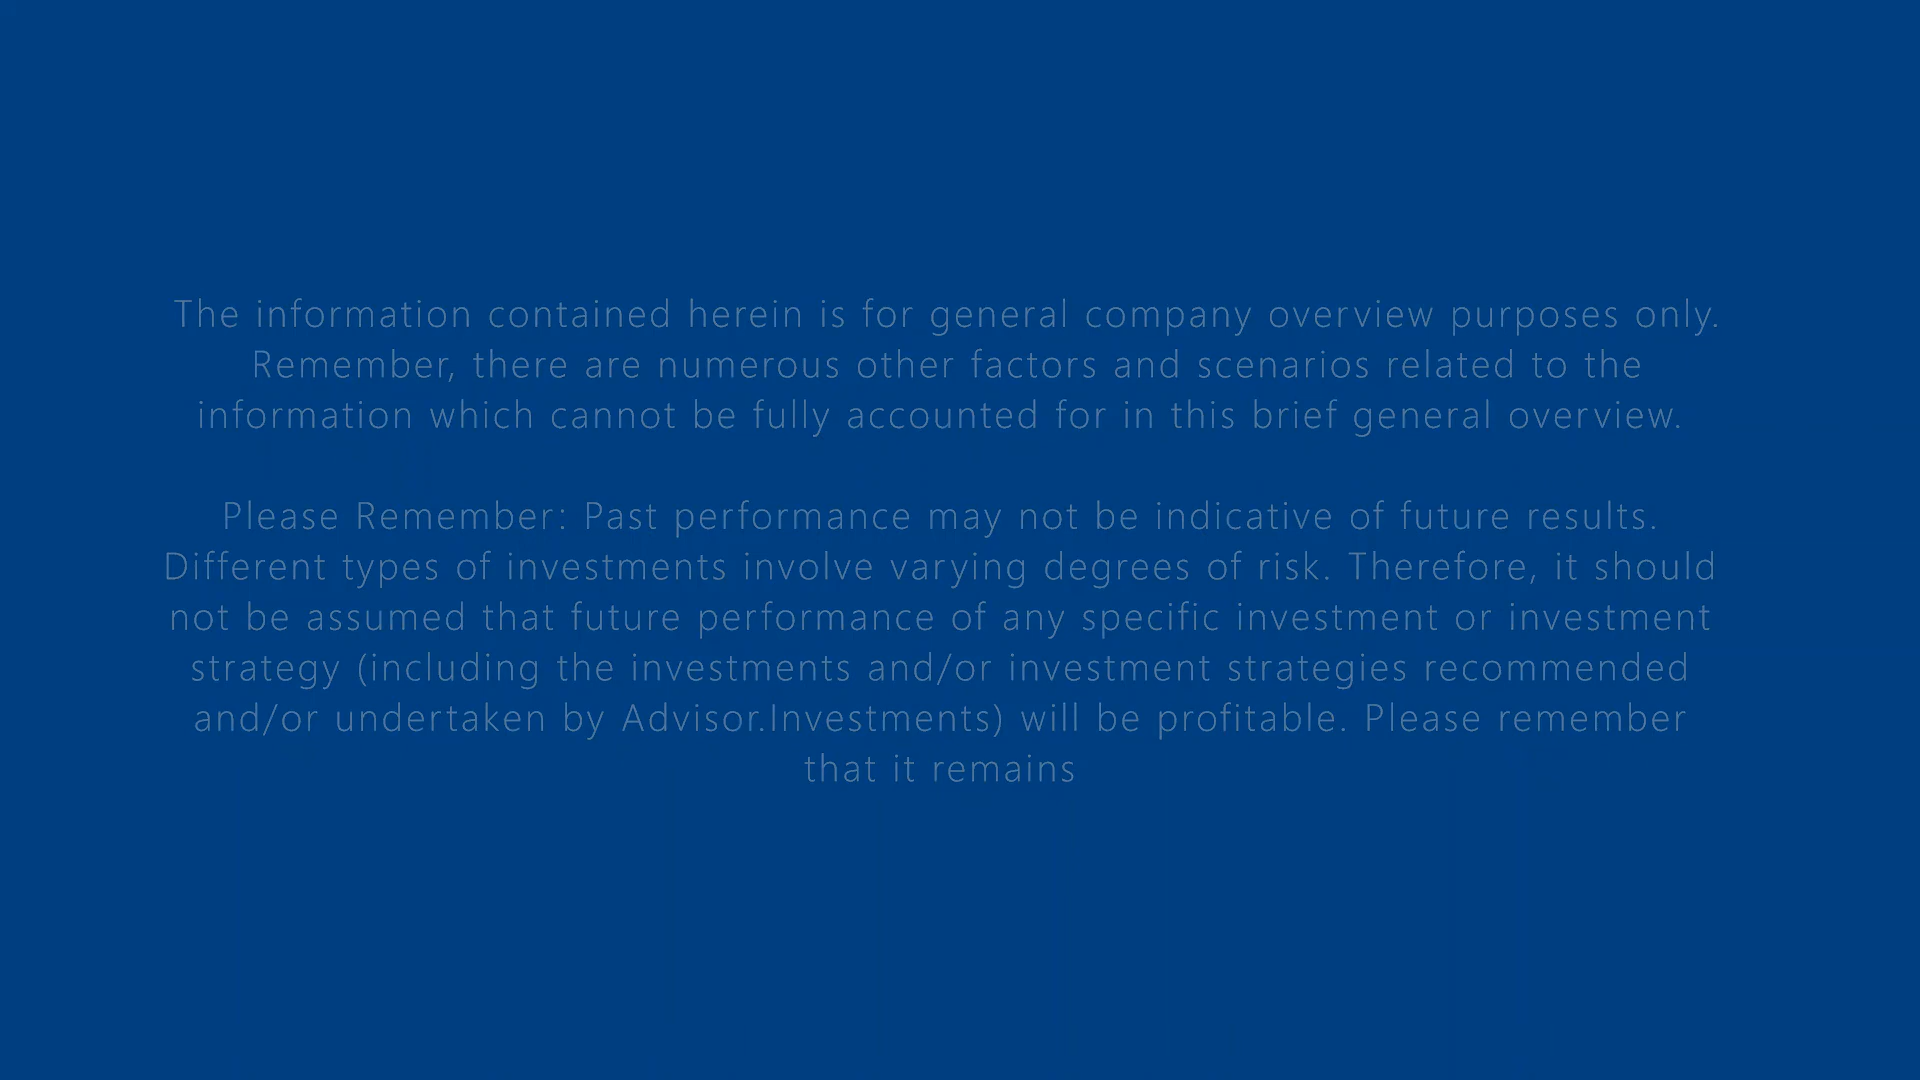 The information contained herein is for general company overview purposes only.
Remember, there are numerous other factors and scenarios related to the
information which cannot be fully accounted for in this brief general overview.
Please Remember: Past performance may not be indicative of future results.
Different types of investments involve varying degrees of risk. Therefore, it should
not be assumed that future performance of any specific investment or investment
strategy (including the investments and/or investment strategies recommended
and/or undertaken by Advisor.Investments) will be profitable. Please remember
that it remains